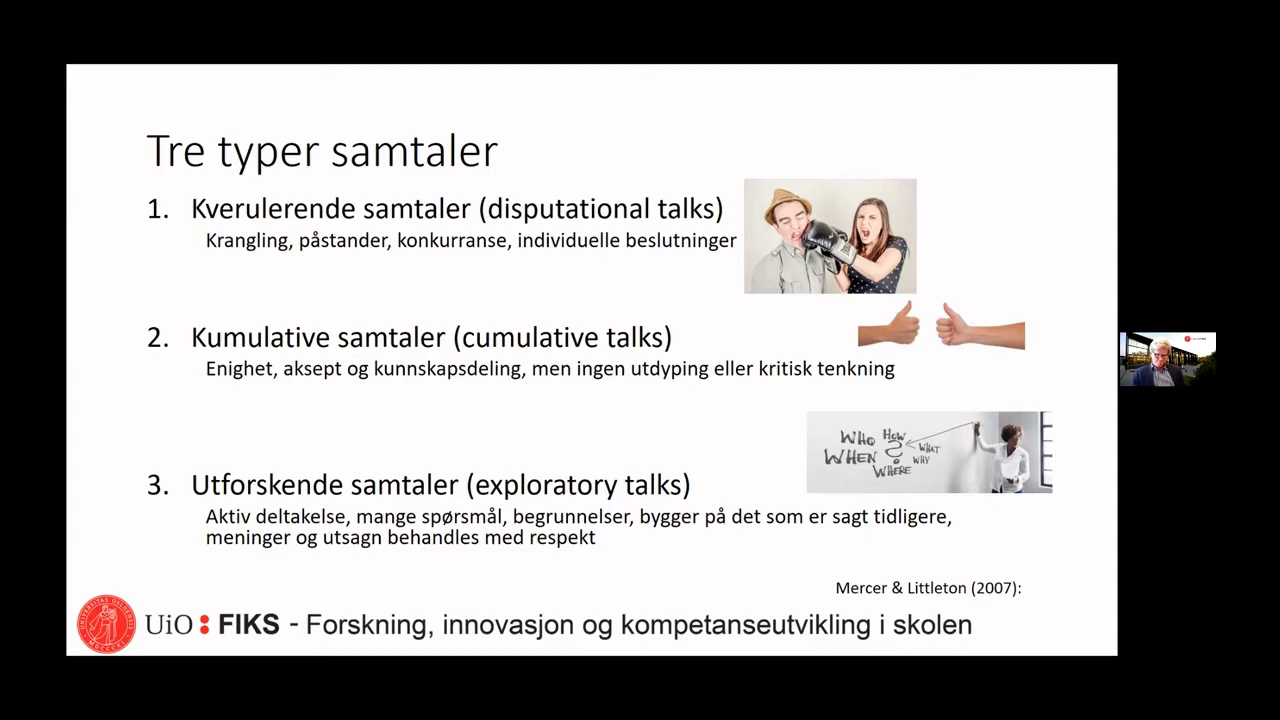 Tre typer samtaler
1. Kverulerende samtaler (disputational talks)
Krangling, påstander, konkurranse, individuelle beslutninger
2. Kumulative samtaler (cumulative talks)
Enighet, aksept og kunnskapsdeling, men ingen utdyping eller kritisk tenkning
WHO HOW
WHEN ? WHAT
WHERE WHY
3. Utforskende samtaler (exploratory talks)
Aktiv deltakelse, mange spørsmål, begrunnelser, bygger på det som er sagt tidligere,
meninger og utsagn behandles med respekt
Mercer & Littleton (2007):
UiO : FIKS - Forskning, innovasjon og kompetanseutvikling i skolen